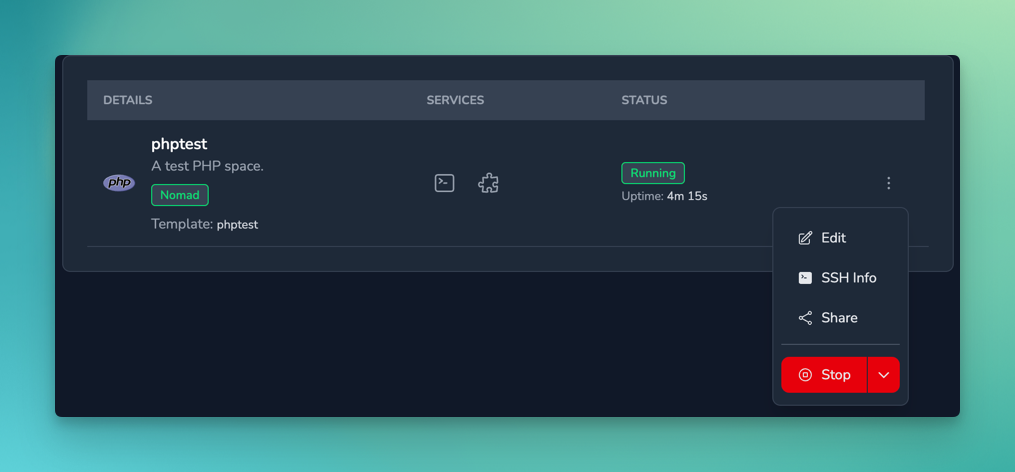 DETAILS SERVICES STATUS
phptest
A test PHP space.
php
Nomad
Template: phptest
Running
Uptime: 4m 15s
Edit
SSH Info
Share
Stop